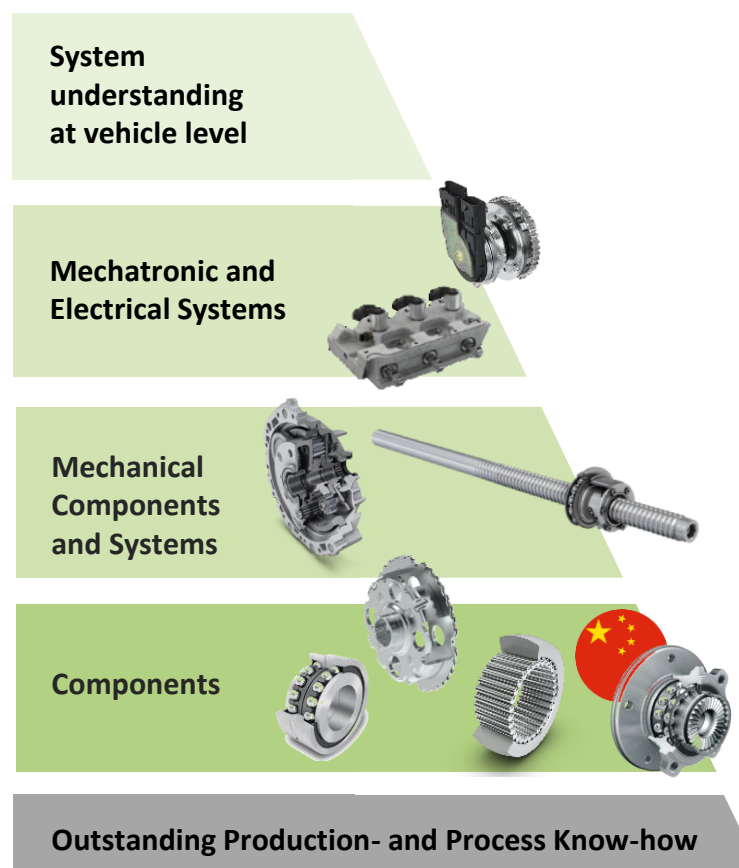 System
understanding
at vehicle level
Mechatronic and
Electrical Systems
Mechanical
Components
and Systems
Components
Outstanding Production- and Process Know-how